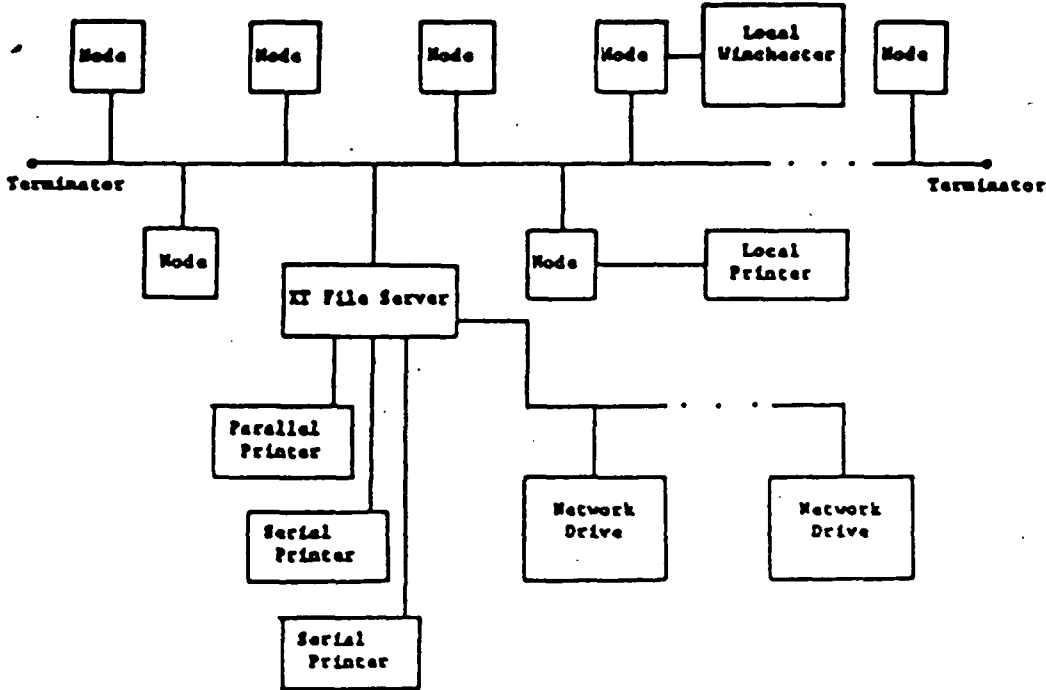 Node
Node
Node
Node
Local
Winchester
Node
Terminator
Terminator
Node
Node
Local
Printer
XT File Server
Parallel
Printer
Network
Drive
Network
Drive
Serial
Printer
Serial
Printer